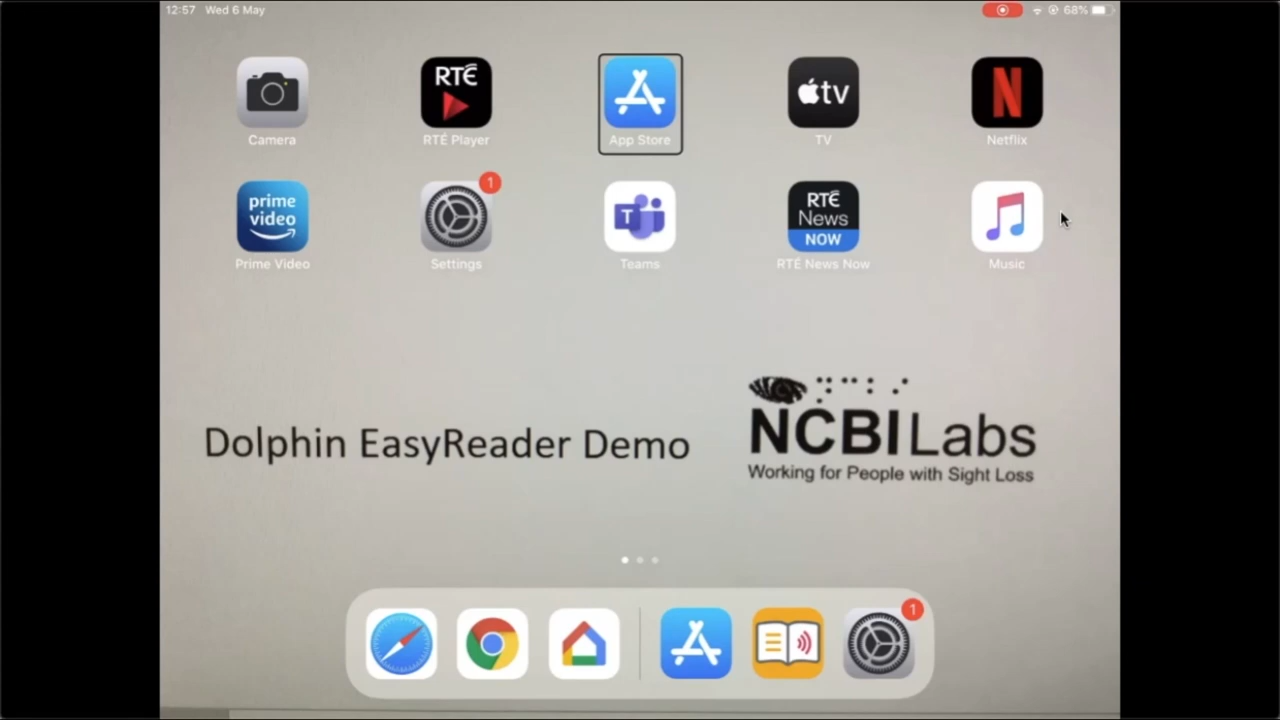 12:57 Wed 6 May 68%
RTÉ
tv
N
Camera RTÉ Player App Store TV Netflix
1
prime
video
T
RTÉ
News
NOW
Prime Video Settings Teams RTÉ News Now Music
Dolphin EasyReader Demo
NCBI Labs
Working for People with Sight Loss
1